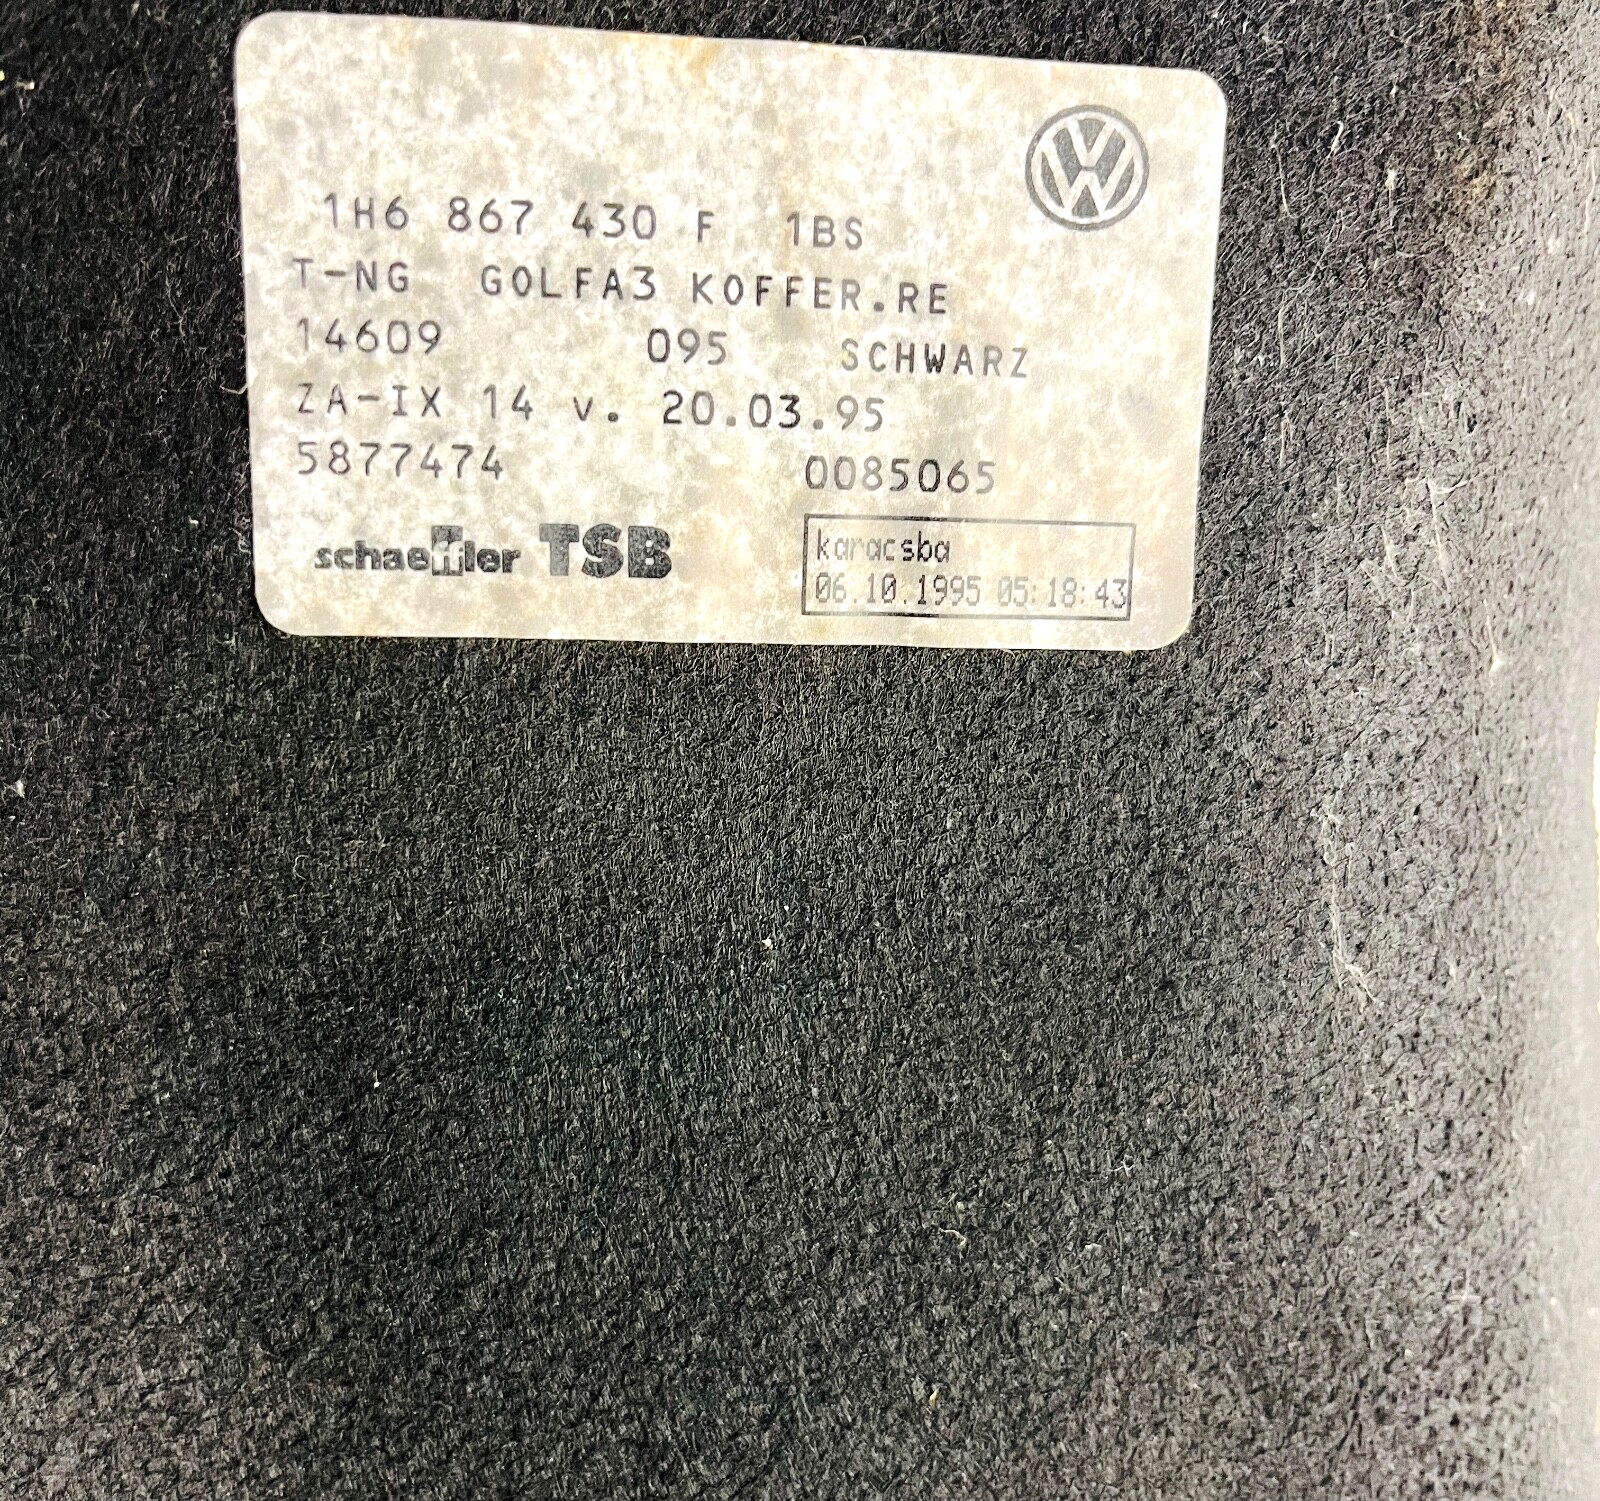 VW
1H6 867 430 F 1BS
T-NG GOLFA3 KOFFER.RE
14609 095 SCHWARZ
ZA-IX 14 v. 20.03.95
5877474 0085065
schaeffler TSB
karacsba
06.10.1995 05:18:43